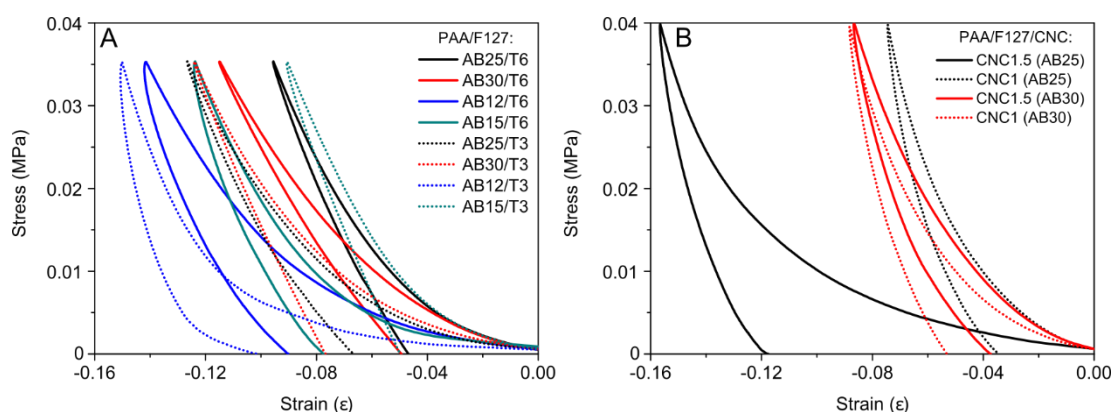 A
PAA/F127:
AB25/T6
AB30/T6
AB12/T6
AB15/T6
AB25/T3
AB30/T3
AB12/T3
AB15/T3
0.04
0.03
0.02
0.01
0
-0.16
-0.12
-0.08
-0.04
0.00
Stress (MPa)
Strain (ε)
B
PAA/F127/CNC:
CNC1.5 (AB25)
CNC1 (AB25)
CNC1.5 (AB30)
CNC1 (AB30)
0.04
0.03
0.02
0.01
0
-0.16
-0.12
-0.08
-0.04
0.00
Stress (MPa)
Strain (ε)